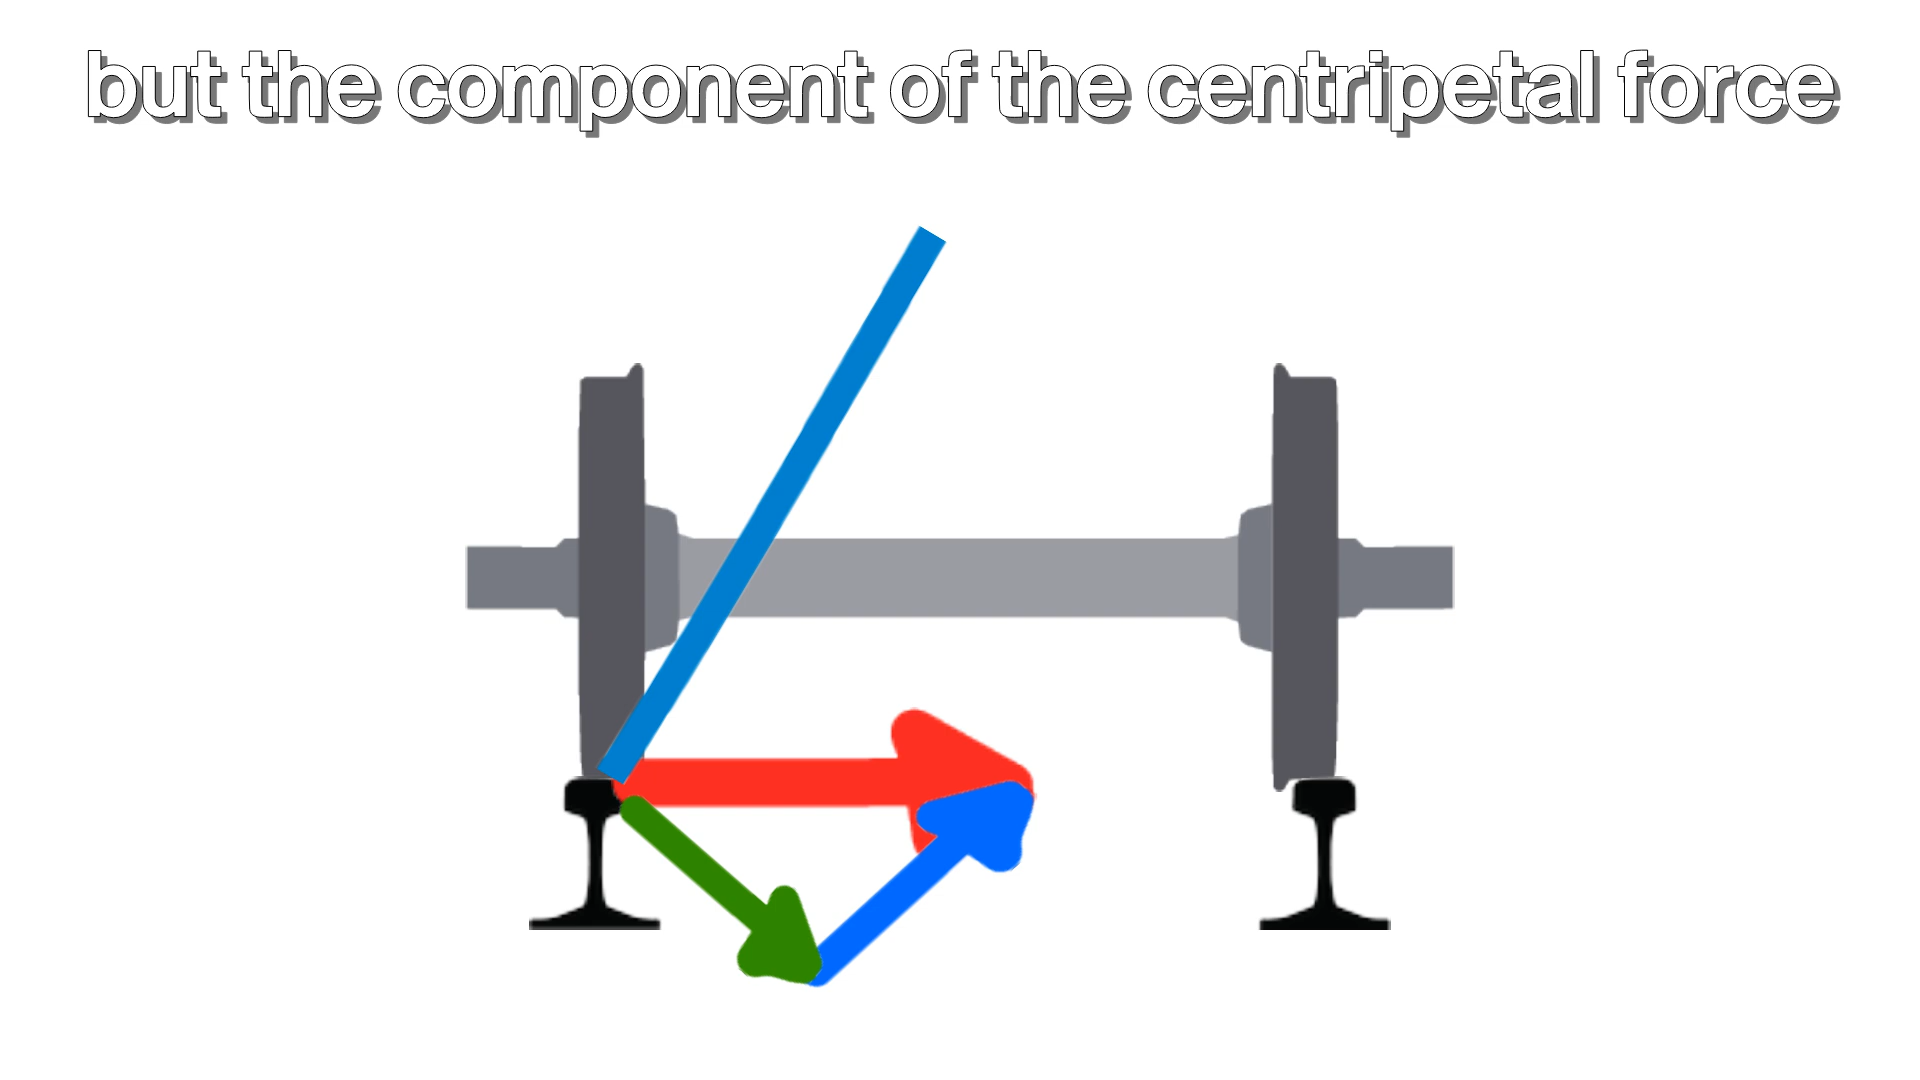 but the component of the centripetal force